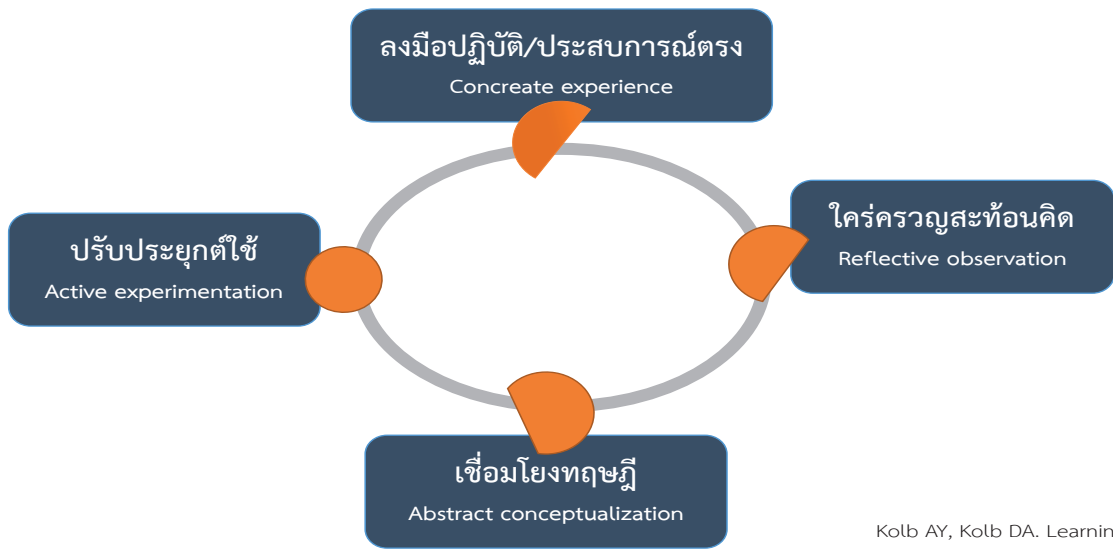 ลงมือปฏิบัติ/ประสบการณ์ตรง
Concreate experience
ใคร่ครวญสะท้อนคิด
Reflective observation
ปรับประยุกต์ใช้
Active experimentation
เชื่อมโยงทฤษฎี
Abstract conceptualization
Kolb AY, Kolb DA. Learnin